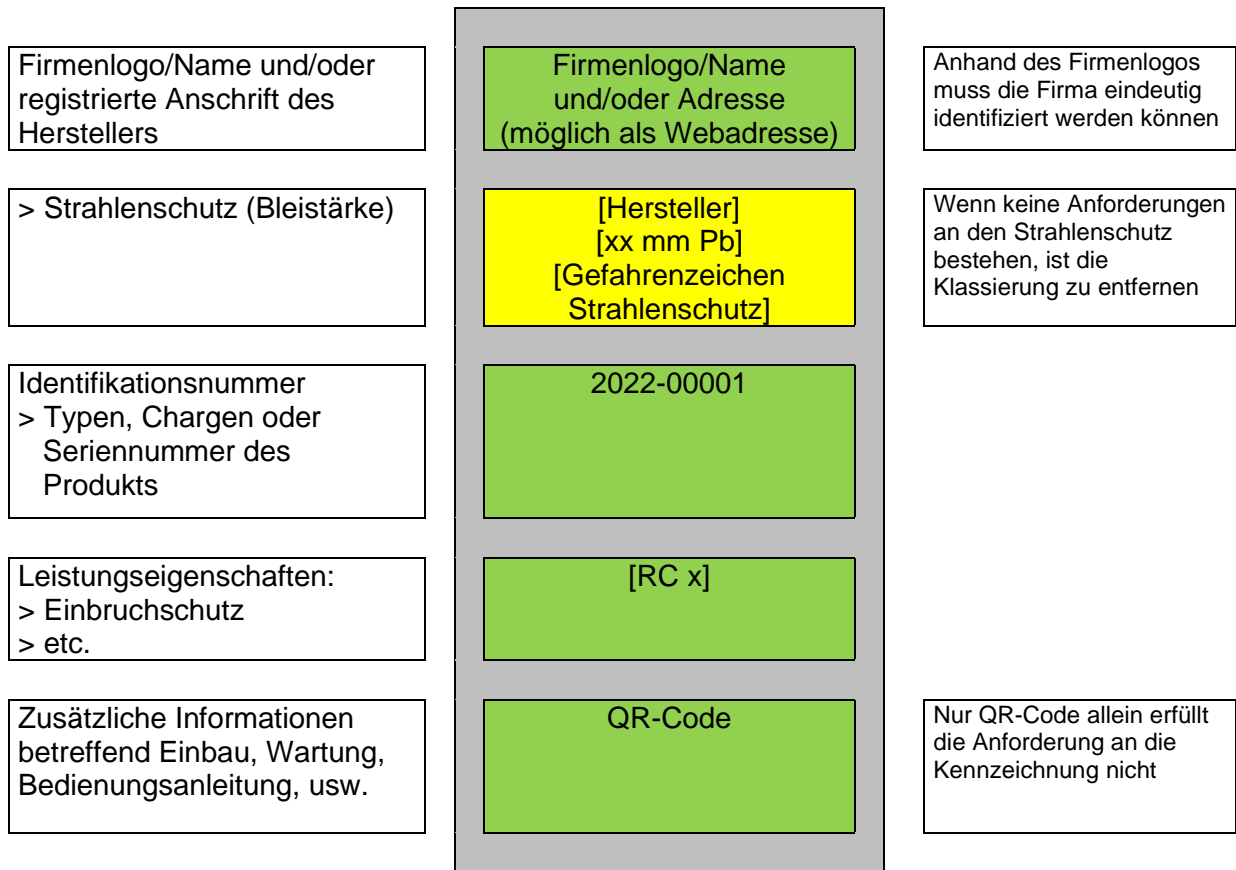 Firmenlogo/Name und/oder
registrierte Anschrift des
Herstellers
Firmenlogo/Name
und/oder Adresse
(möglich als Webadresse)
Anhand des Firmenlogos
muss die Firma eindeutig
identifiziert werden können
> Strahlenschutz (Bleistärke)
[Hersteller]
[xx mm Pb]
[Gefahrenzeichen
Strahlenschutz]
Wenn keine Anforderungen
an den Strahlenschutz
bestehen, ist die
Klassierung zu entfernen
Identifikationsnummer
> Typen, Chargen oder
Seriennummer des
Produkts
2022-00001
Leistungseigenschaften:
> Einbruchschutz
> etc.
[RC x]
Zusätzliche Informationen
betreffend Einbau, Wartung,
Bedienungsanleitung, usw.
QR-Code
Nur QR-Code allein erfüllt
die Anforderung an die
Kennzeichnung nicht